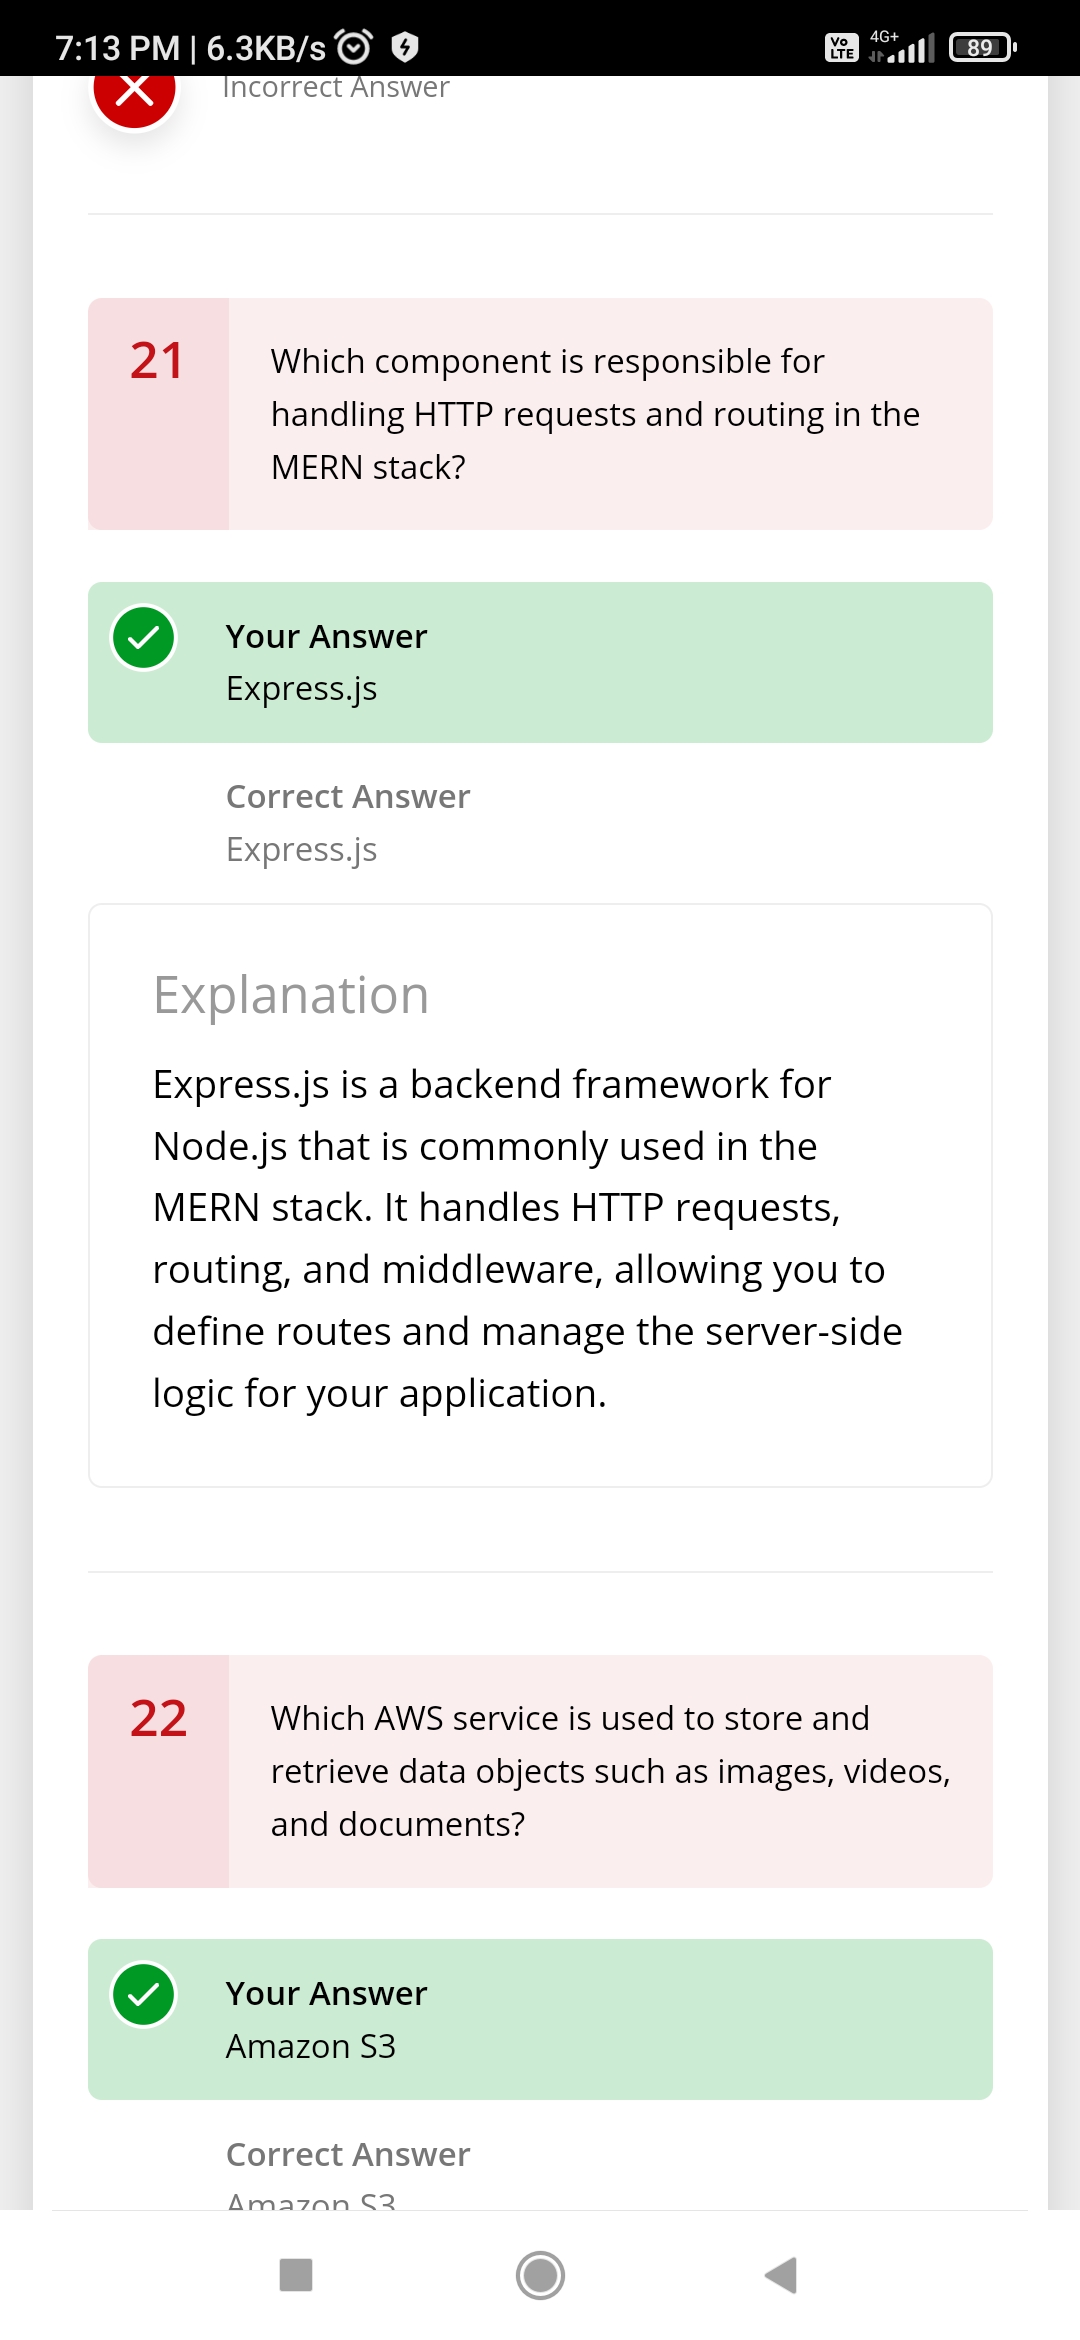 7:13 PM | 6.3KB/s
Vo LTE 4G+ 89
Incorrect Answer
21
Which component is responsible for
handling HTTP requests and routing in the
MERN stack?
Your Answer
Express.js
Correct Answer
Express.js
Explanation
Express.js is a backend framework for
Node.js that is commonly used in the
MERN stack. It handles HTTP requests,
routing, and middleware, allowing you to
define routes and manage the server-side
logic for your application.
22
Which AWS service is used to store and
retrieve data objects such as images, videos,
and documents?
Your Answer
Amazon S3
Correct Answer
Amazon S3